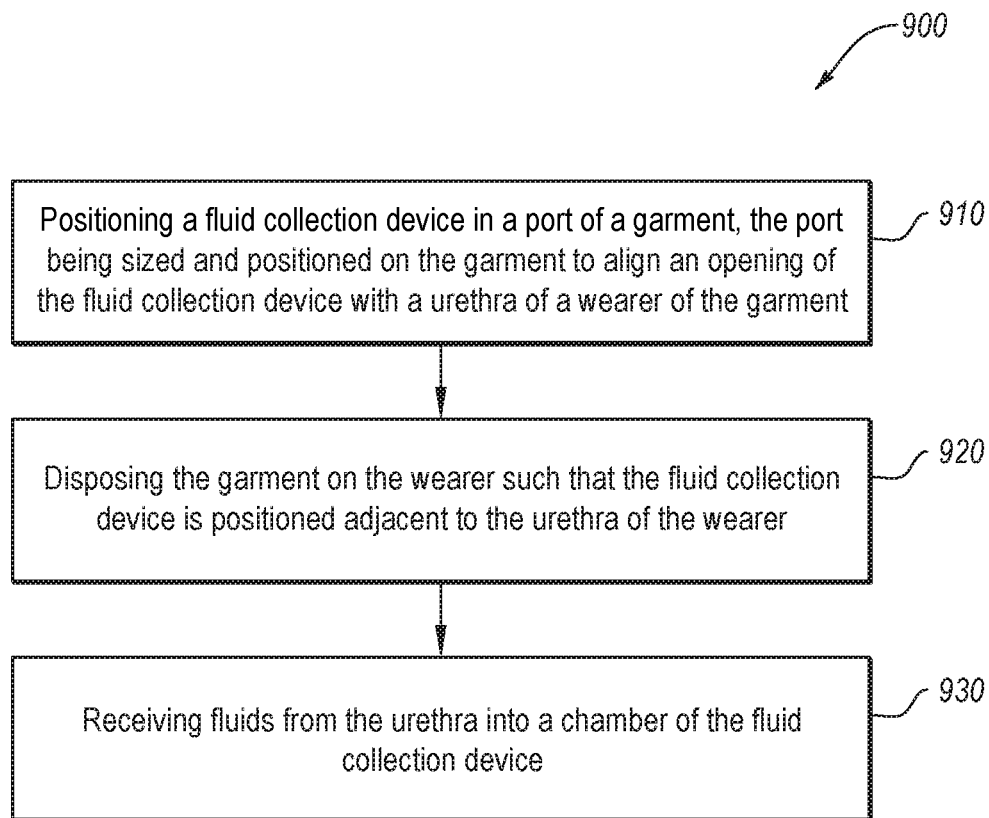 900
Positioning a fluid collection device in a port of a garment, the port
being sized and positioned on the garment to align an opening of
the fluid collection device with a urethra of a wearer of the garment
910
Disposing the garment on the wearer such that the fluid collection
device is positioned adjacent to the urethra of the wearer
920
Receiving fluids from the urethra into a chamber of the fluid
collection device
930